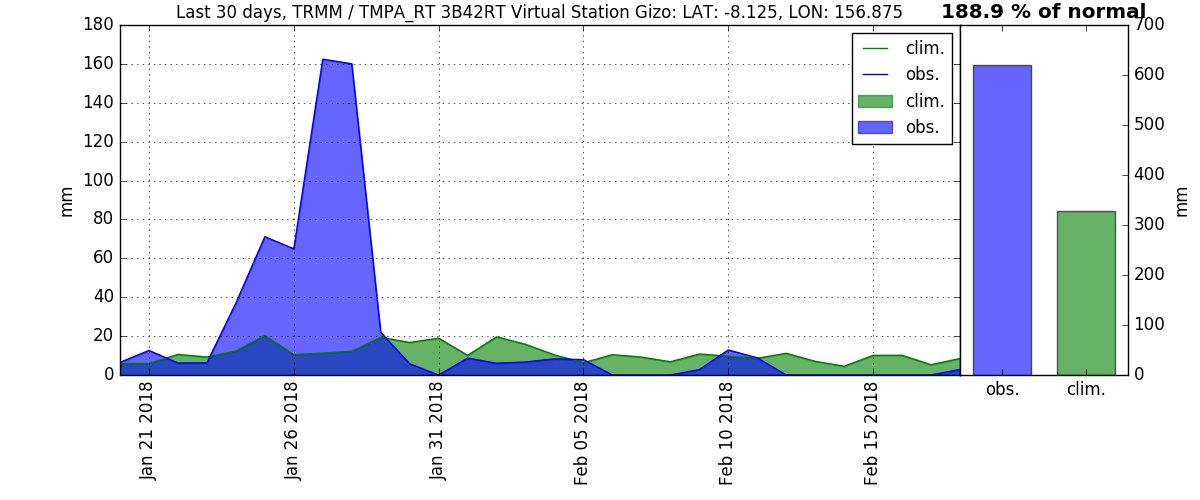 Last 30 days, TRMM / TMPA_RT 3B42RT Virtual Station Gizo: LAT: -8.125, LON: 156.875
188.9 % of normal
180
160
140
120
100
80
60
40
20
0
mm
clim.
obs.
clim.
obs.
Jan 21 2018
Jan 26 2018
Jan 31 2018
Feb 05 2018
Feb 10 2018
Feb 15 2018
700
600
500
400
300
200
100
0
mm
obs.
clim.